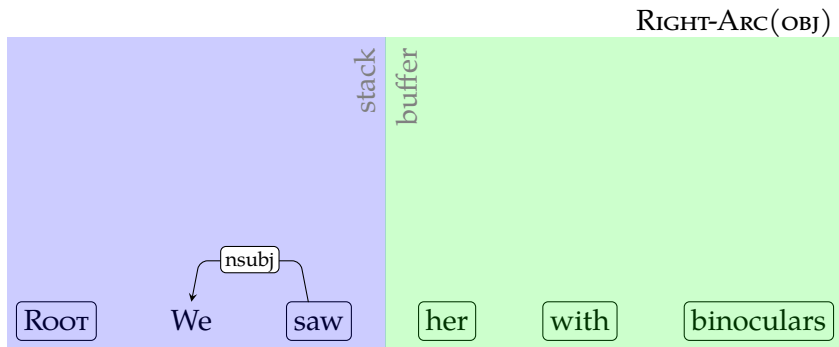 RIGHT-ARC(OBJ)
stack
buffer
nsubj
ROOT We saw her with binoculars